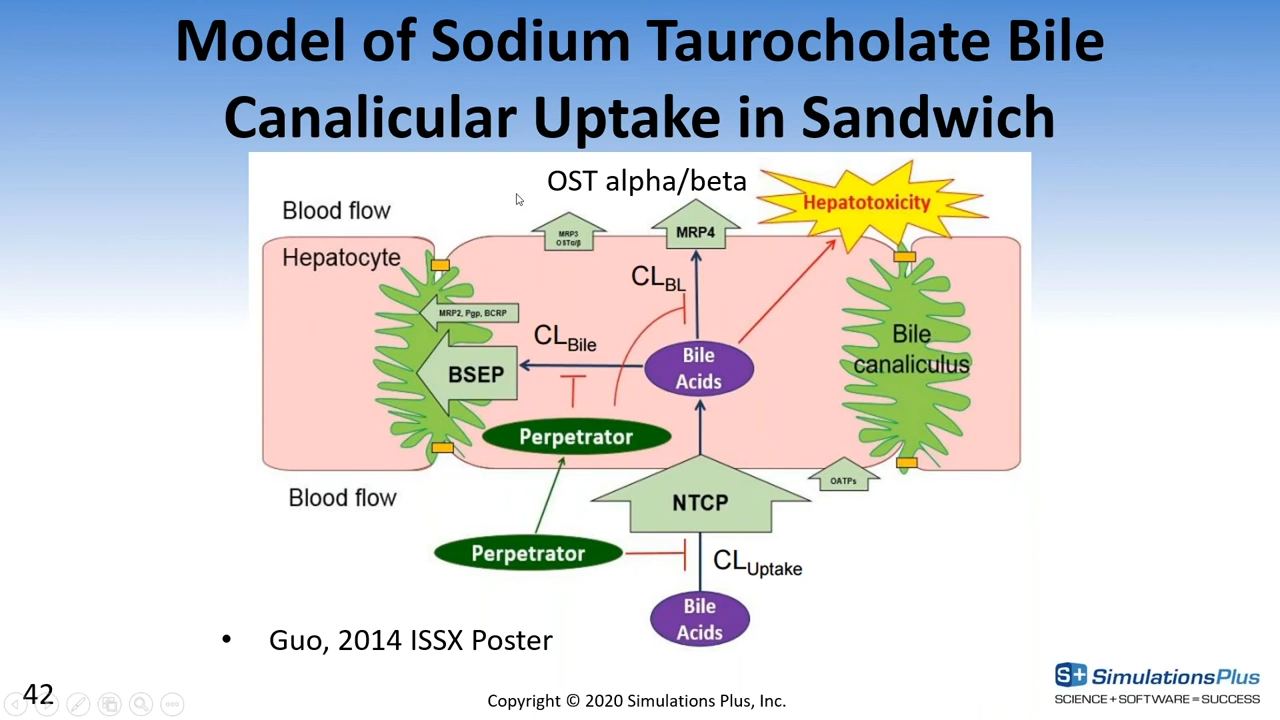 Model of Sodium Taurocholate Bile
Canalicular Uptake in Sandwich
OST alpha/beta
Hepatotoxicity
Blood flow
MRP3
OSTα/β
MRP4
Hepatocyte
CLBL
MRP2, Pgp, BCRP
CLBile
Bile
canaliculus
BSEP
Bile
Acids
Perpetrator
OATPs
Blood flow
NTCP
Perpetrator
CLUptake
Bile
Acids
• Guo, 2014 ISSX Poster
42
Copyright © 2020 Simulations Plus, Inc.
S+ SimulationsPlus
SCIENCE + SOFTWARE = SUCCESS